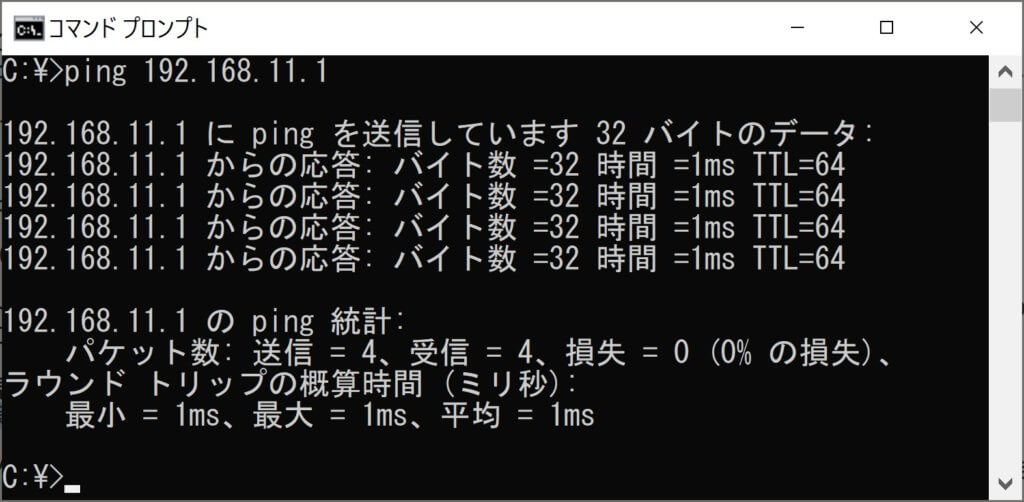 コマンド プロンプト
C:¥>ping 192.168.11.1
192.168.11.1 に ping を送信しています 32 バイトのデータ:
192.168.11.1 からの応答: バイト数 =32 時間 =1ms TTL=64
192.168.11.1 からの応答: バイト数 =32 時間 =1ms TTL=64
192.168.11.1 からの応答: バイト数 =32 時間 =1ms TTL=64
192.168.11.1 からの応答: バイト数 =32 時間 =1ms TTL=64
192.168.11.1 の ping 統計:
パケット数: 送信 = 4、受信 = 4、損失 = 0 (0% の損失)、
ラウンド トリップの概算時間 (ミリ秒):
最小 = 1ms、最大 = 1ms、平均 = 1ms
C:¥>